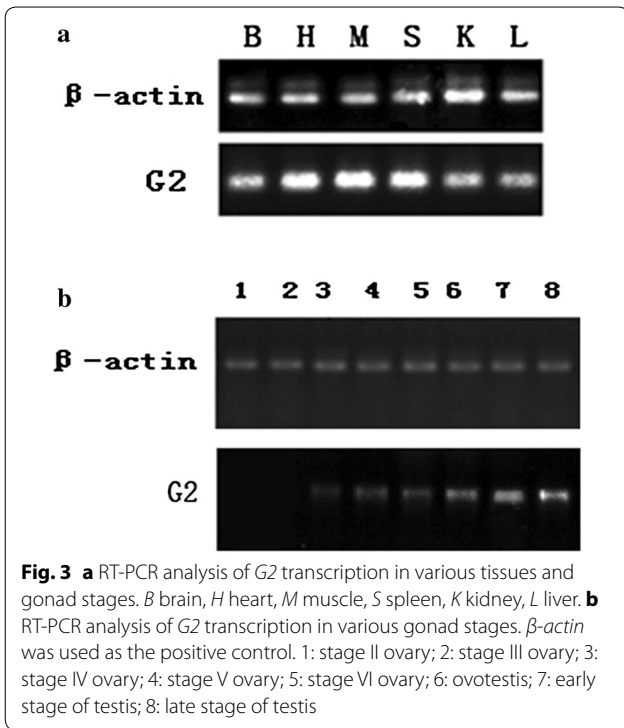 a
B H M S K L
β-actin
G2
b
1 2 3 4 5 6 7 8
β-actin
G2
Fig. 3 a RT-PCR analysis of G2 transcription in various tissues and
gonad stages. B brain, H heart, M muscle, S spleen, K kidney, L liver. b
RT-PCR analysis of G2 transcription in various gonad stages. β-actin
was used as the positive control. 1: stage II ovary; 2: stage III ovary; 3:
stage IV ovary; 4: stage V ovary; 5: stage VI ovary; 6: ovotestis; 7: early
stage of testis; 8: late stage of testis